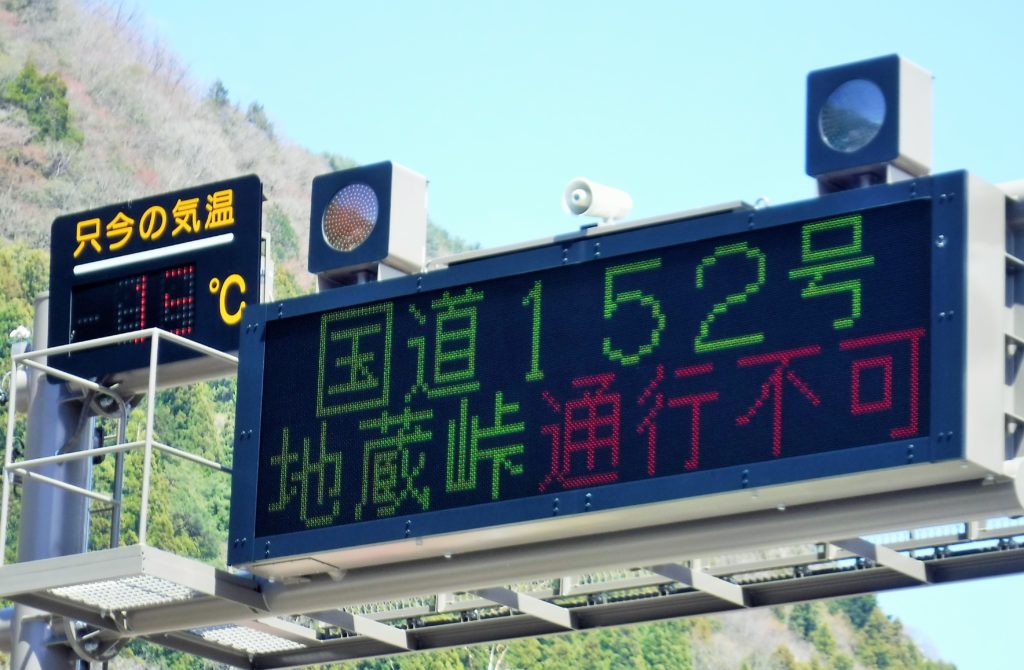 只今の気温
℃
国道152号
地蔵峠通行不可